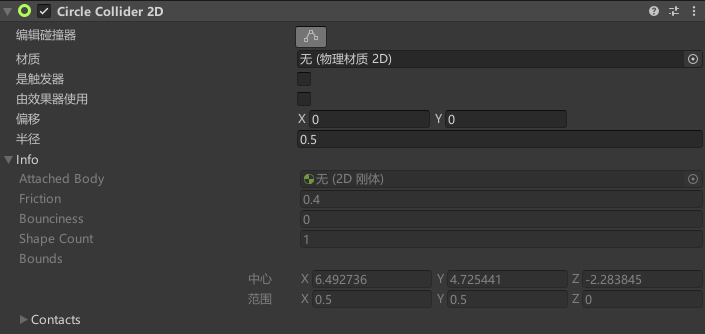 Circle Collider 2D
编辑碰撞器
材质 无 (物理材质 2D)
是触发器
由效果器使用
偏移 X 0 Y 0
半径 0.5
Info
Attached Body 无 (2D 刚体)
Friction 0.4
Bounciness 0
Shape Count 1
Bounds
中心 X 6.492736 Y 4.725441 Z -2.283845
范围 X 0.5 Y 0.5 Z 0
Contacts